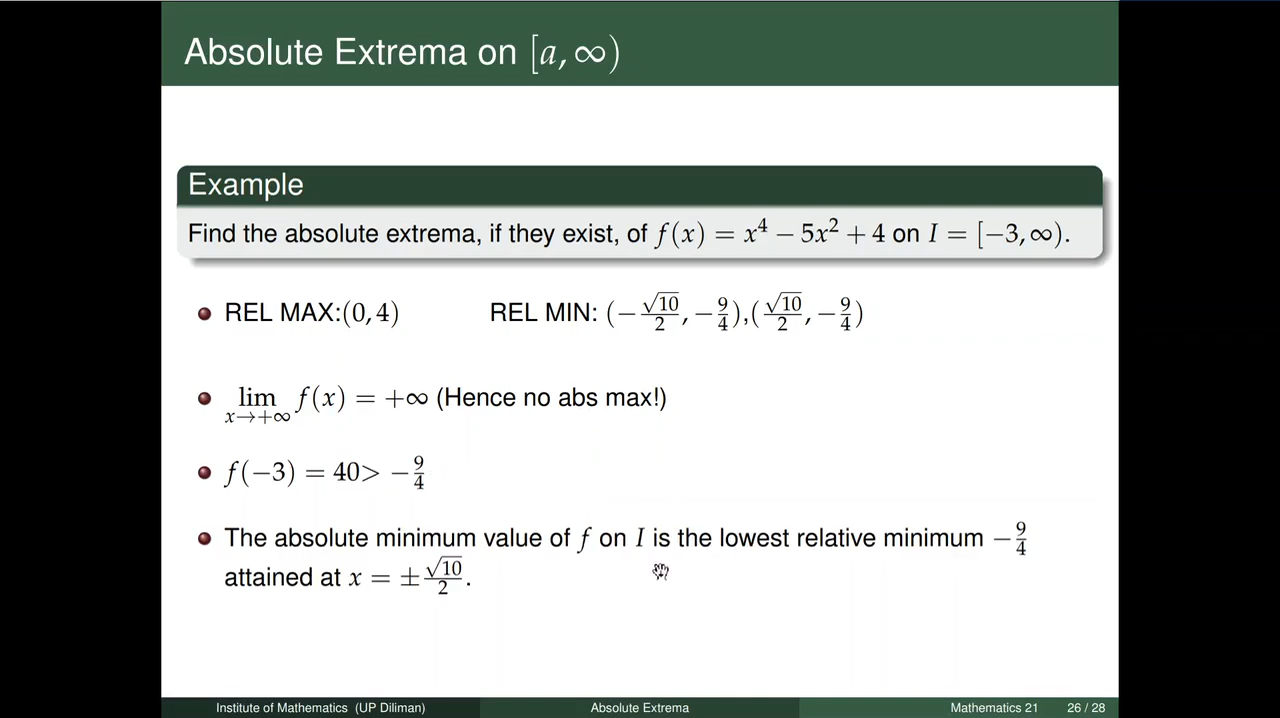 Absolute Extrema on [a, ∞)
Example
Find the absolute extrema, if they exist, of f(x) = x⁴ − 5x² + 4 on I = [−3, ∞).
REL MAX:(0, 4) REL MIN: (−√10/2, −9/4),(√10/2, −9/4)
lim x→+∞ f(x) = +∞ (Hence no abs max!)
f(−3) = 40> −9/4
The absolute minimum value of f on I is the lowest relative minimum −9/4
attained at x = ±√10/2.
Institute of Mathematics (UP Diliman) Absolute Extrema Mathematics 21 26 / 28